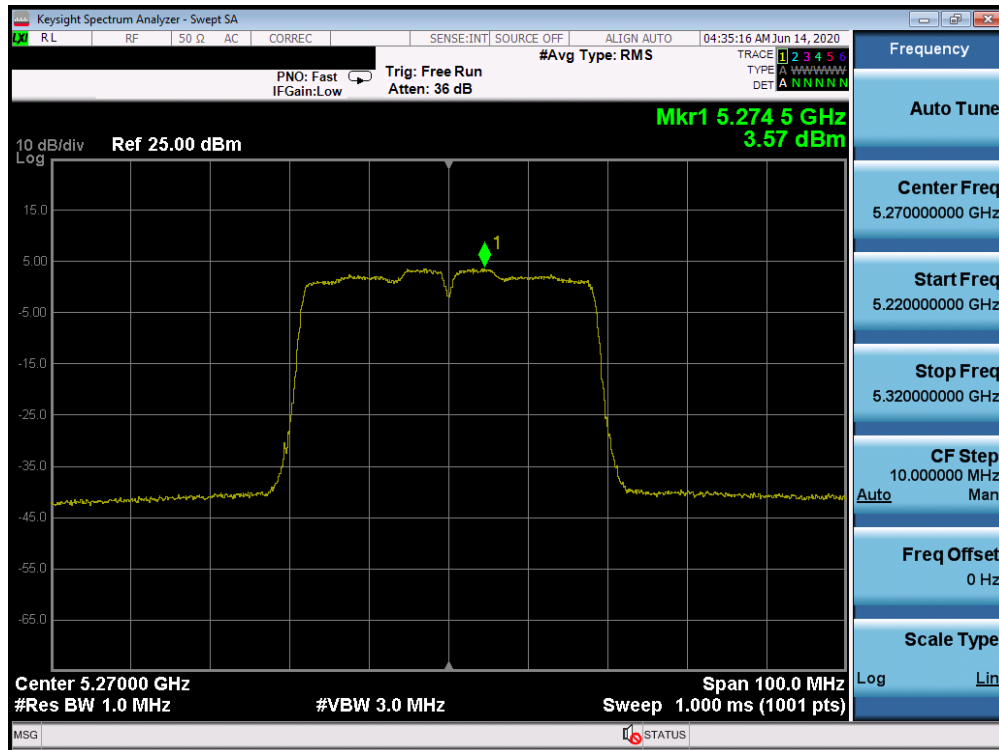 Keysight Spectrum Analyzer - Swept SA
LXI RL RF 50 Ω AC CORREC SENSE:INT SOURCE OFF ALIGN AUTO 04:35:16 AM Jun 14, 2020
#Avg Type: RMS
TRACE 1 2 3 4 5 6
PNO: Fast Trig: Free Run
TYPE A WWWWW
IFGain:Low Atten: 36 dB
DET A N N N N N
Mkr1 5.274 5 GHz
3.57 dBm
10 dB/div Ref 25.00 dBm
Log
15.0
1
5.00
-5.00
-15.0
-25.0
-35.0
-45.0
-55.0
-65.0
Center 5.27000 GHz Span 100.0 MHz
#Res BW 1.0 MHz #VBW 3.0 MHz Sweep 1.000 ms (1001 pts)
MSG STATUS
Frequency
Auto Tune
Center Freq
5.270000000 GHz
Start Freq
5.220000000 GHz
Stop Freq
5.320000000 GHz
CF Step
10.000000 MHz
Auto Man
Freq Offset
0 Hz
Scale Type
Log Lin